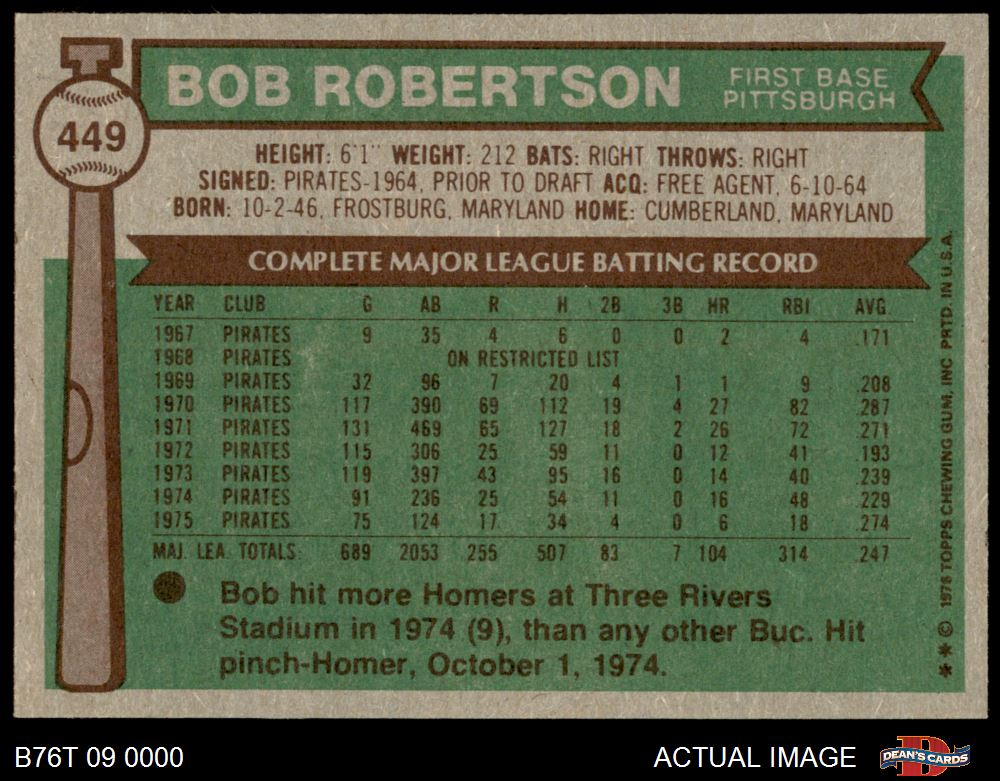 BOB ROBERTSON
FIRST BASE
PITTSBURGH
449
HEIGHT: 6'1" WEIGHT: 212 BATS: RIGHT THROWS: RIGHT
SIGNED: PIRATES-1964, PRIOR TO DRAFT ACQ: FREE AGENT, 6-10-64
BORN: 10-2-46, FROSTBURG, MARYLAND HOME: CUMBERLAND, MARYLAND
COMPLETE MAJOR LEAGUE BATTING RECORD
YEAR CLUB G AB R H 2B 3B HR RBI AVG.
1967 PIRATES 9 35 4 6 0 0 2 4 .171
1968 PIRATES ON RESTRICTED LIST
1969 PIRATES 32 96 7 20 4 1 1 9 .208
1970 PIRATES 117 390 69 112 19 4 27 82 .287
1971 PIRATES 131 469 65 127 18 2 26 72 .271
1972 PIRATES 115 306 25 59 11 0 12 41 .193
1973 PIRATES 119 397 43 95 16 0 14 40 .239
1974 PIRATES 91 236 25 54 11 0 16 48 .229
1975 PIRATES 75 124 17 34 4 0 6 18 .274
MAJ. LEA. TOTALS: 689 2053 255 507 83 7 104 314 .247
Bob hit more Homers at Three Rivers
Stadium in 1974 (9), than any other Buc. Hit
pinch-Homer, October 1, 1974.
* * © 1976 TOPPS CHEWING GUM, INC. PRTD. IN U.S.A.
B76T 09 0000
ACTUAL IMAGE
DEAN'S CARDS